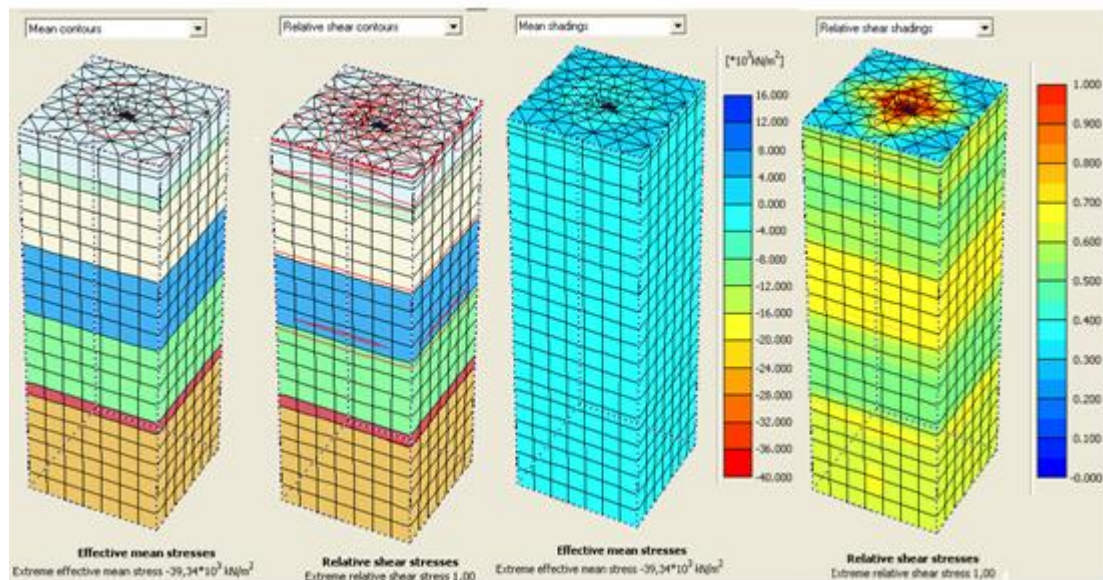 Mean contours
Relative shear contours
Mean shadings
Relative shear shadings
[*10³kN/m²]
16.000
12.000
8.000
4.000
0.000
-4.000
-8.000
-12.000
-16.000
-20.000
-24.000
-28.000
-32.000
-36.000
-40.000
1.000
0.900
0.800
0.700
0.600
0.500
0.400
0.300
0.200
0.100
-0.000
Effective mean stresses
Extreme effective mean stress -39,34*10³ kN/m²
Relative shear stresses
Extreme relative shear stress 1,00
Effective mean stresses
Extreme effective mean stress -39,34*10³ kN/m²
Relative shear stresses
Extreme relative shear stress 1,00